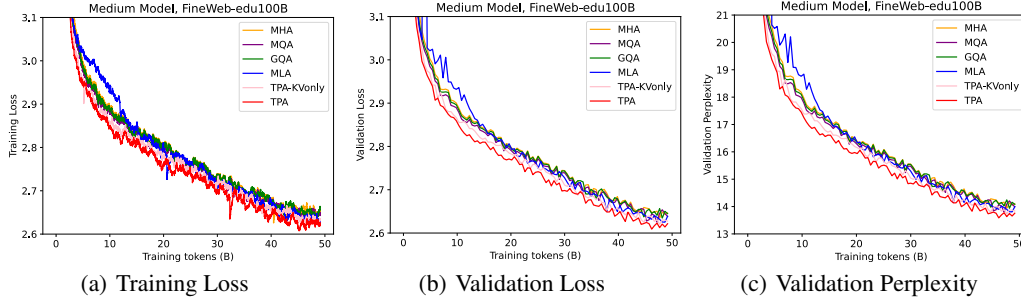 Medium Model, FineWeb-edu100B
3.1
3.0
2.9
2.8
2.7
2.6
Training Loss
MHA
MQA
GQA
MLA
TPA-KVonly
TPA
0 10 20 30 40 50
Training tokens (B)
(a) Training Loss
Medium Model, FineWeb-edu100B
3.1
3.0
2.9
2.8
2.7
2.6
Validation Loss
MHA
MQA
GQA
MLA
TPA-KVonly
TPA
0 10 20 30 40 50
Training tokens (B)
(b) Validation Loss
Medium Model, FineWeb-edu100B
21
20
19
18
17
16
15
14
13
Validation Perplexity
MHA
MQA
GQA
MLA
TPA-KVonly
TPA
0 10 20 30 40 50
Training tokens (B)
(c) Validation Perplexity